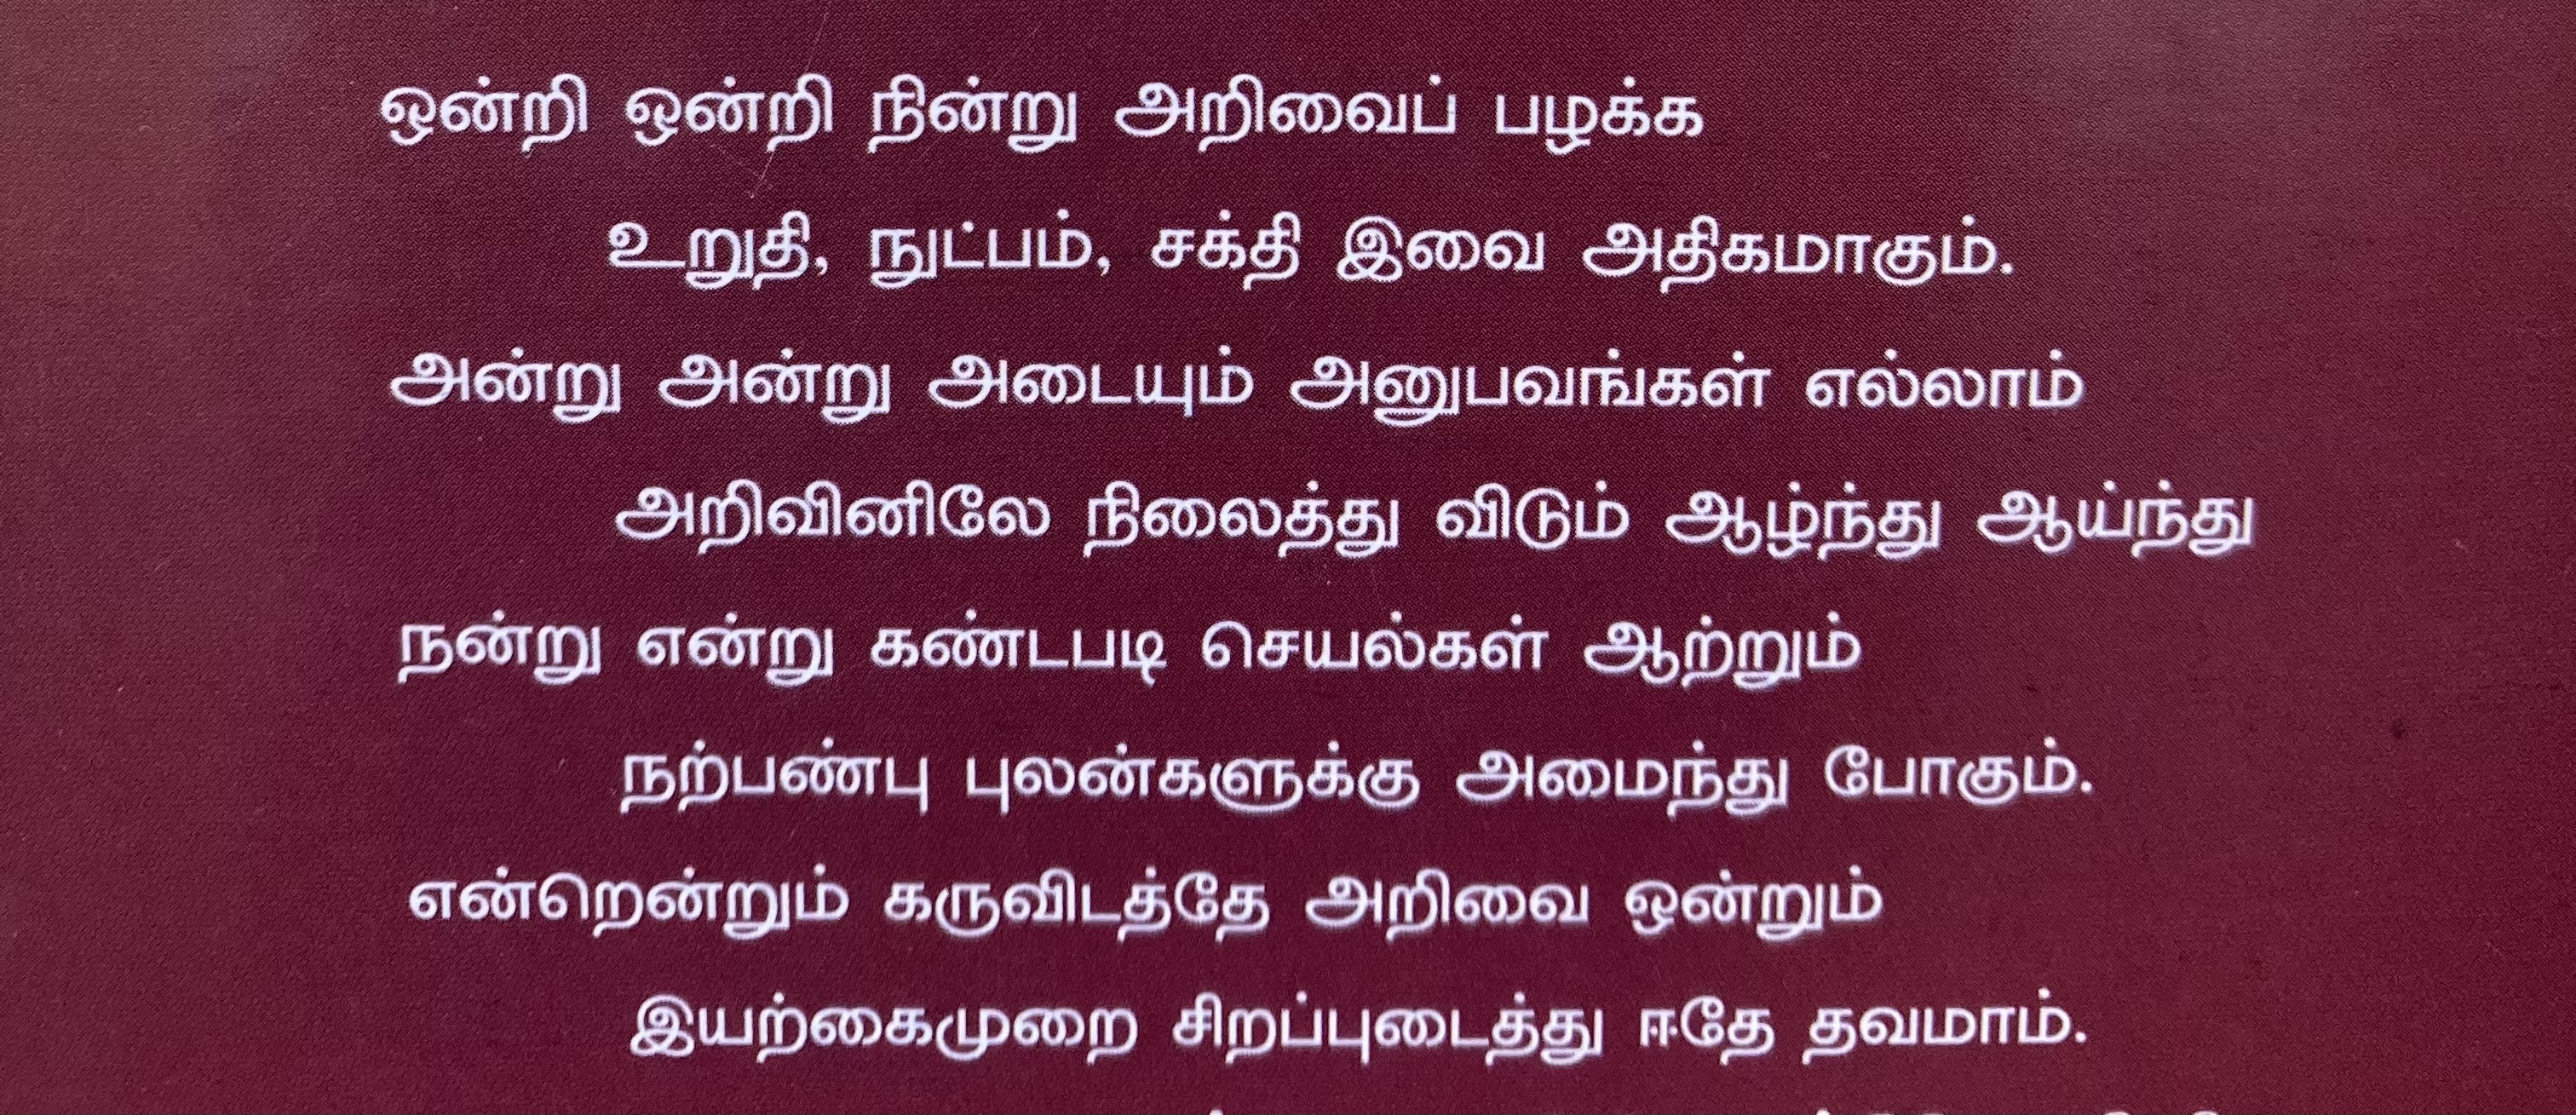 ஒன்றி ஒன்றி நின்று அறிவைப் பழக்க
உறுதி, நுட்பம், சக்தி இவை அதிகமாகும்.
அன்று அன்று அடையும் அனுபவங்கள் எல்லாம்
அறிவினிலே நிலைத்து விடும் ஆழ்ந்து ஆய்ந்து
நன்று என்று கண்டபடி செயல்கள் ஆற்றும்
நற்பண்பு புலன்களுக்கு அமைந்து போகும்.
என்றென்றும் கருவிடத்தே அறிவை ஒன்றும்
இயற்கைமுறை சிறப்புடைத்து ஈதே தவமாம்.